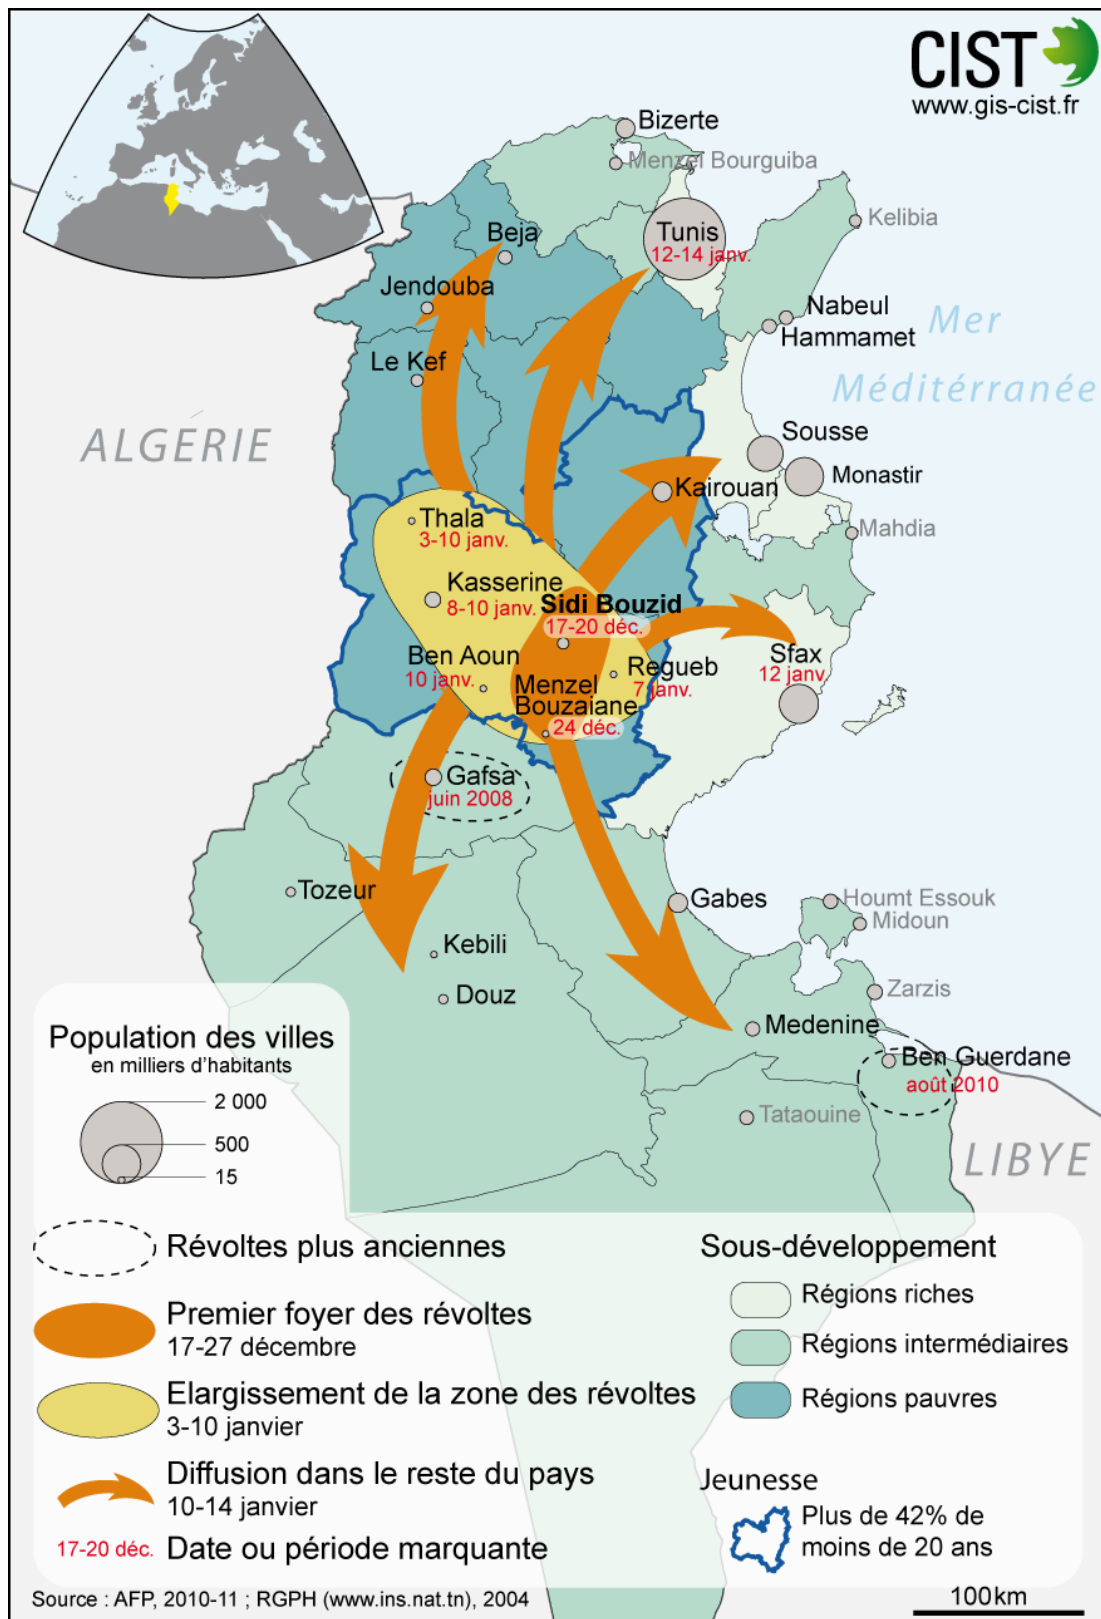 CIST
www.gis-cist.fr
Bizerte
Menzel Bourguiba
Kelibia
Tunis
12-14 janv.
Beja
Jendouba
Nabeul
Hammamet
Mer
Méditérranée
Le Kef
ALGÉRIE
Sousse
Monastir
Kairouan
Mahdia
Thala
3-10 janv.
Kasserine
8-10 janv.
Sidi Bouzid
17-20 déc.
Ben Aoun
10 janv.
Regueb
7 janv.
Sfax
12 janv.
Menzel
Bouzaiane
24 déc.
Gafsa
juin 2008
Tozeur
Gabes
Houmt Essouk
Midoun
Kebili
Douz
Zarzis
Medenine
Ben Guerdane
août 2010
Tataouine
LIBYE
Population des villes
en milliers d'habitants
2 000
500
15
Révoltes plus anciennes
Premier foyer des révoltes
17-27 décembre
Elargissement de la zone des révoltes
3-10 janvier
Diffusion dans le reste du pays
10-14 janvier
17-20 déc. Date ou période marquante
Sous-développement
Régions riches
Régions intermédiaires
Régions pauvres
Jeunesse
Plus de 42% de
moins de 20 ans
Source : AFP, 2010-11 ; RGPH (www.ins.nat.tn), 2004
100km